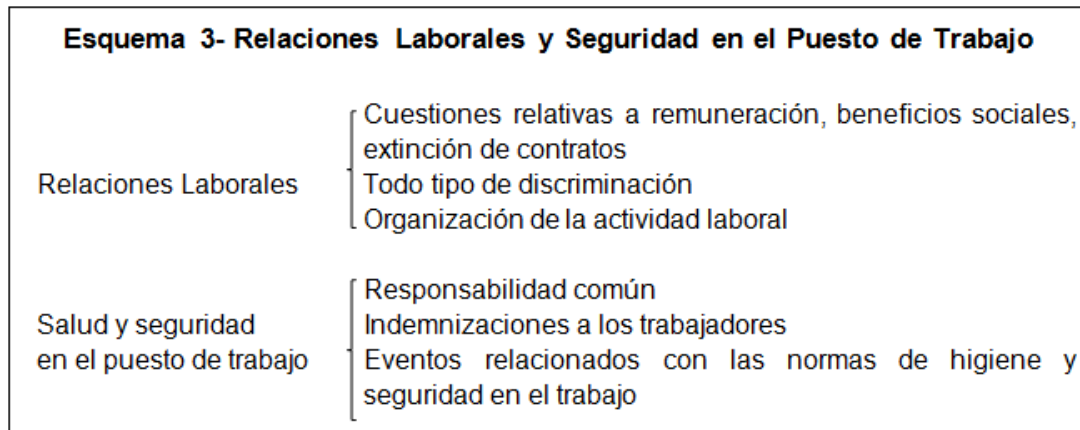 Esquema 3- Relaciones Laborales y Seguridad en el Puesto de Trabajo
Relaciones Laborales
Cuestiones relativas a remuneración, beneficios sociales,
extinción de contratos
Todo tipo de discriminación
Organización de la actividad laboral
Salud y seguridad
en el puesto de trabajo
Responsabilidad común
Indemnizaciones a los trabajadores
Eventos relacionados con las normas de higiene y
seguridad en el trabajo